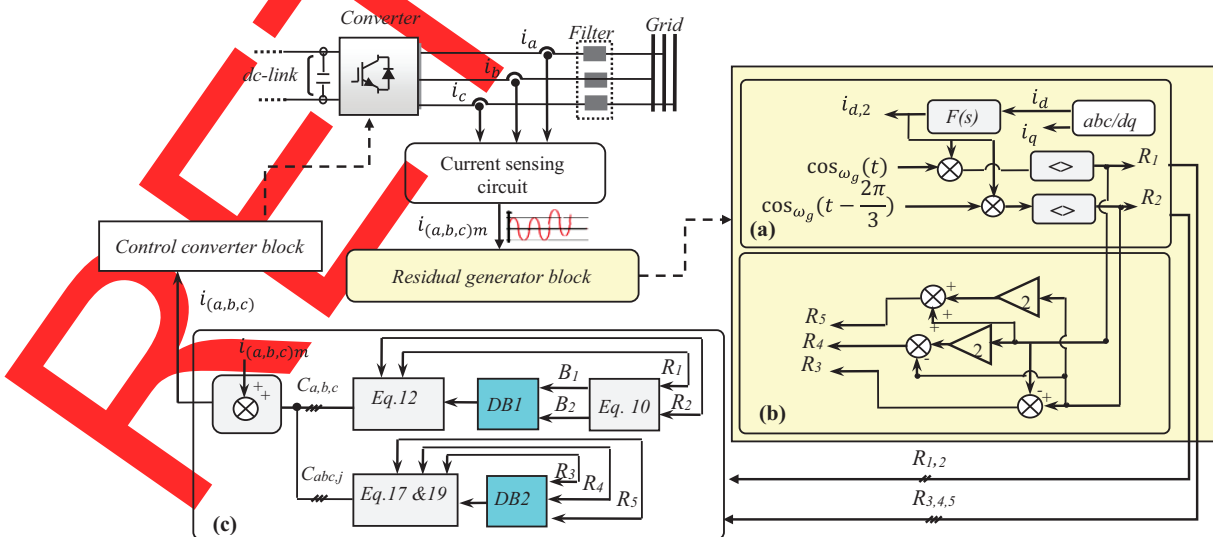 Converter
Filter
Grid
i_a
i_b
i_c
dc-link
Current sensing
circuit
i_(a,b,c)m
Control converter block
Residual generator block
i_(a,b,c)
i_d,2
F(s)
i_d
abc/dq
i_q
cos_ω_g(t)
<>
R_1
cos_ω_g(t − 2π/3)
<>
R_2
(a)
+
+
2
R_5
+
R_4
2
-
R_3
-
+
(b)
i_(a,b,c)m
+
+
C_a,b,c
Eq.12
DB1
B_1
B_2
Eq. 10
R_1
R_2
C_abc,j
Eq.17 &19
DB2
R_3
R_4
R_5
(c)
R_1,2
R_3,4,5